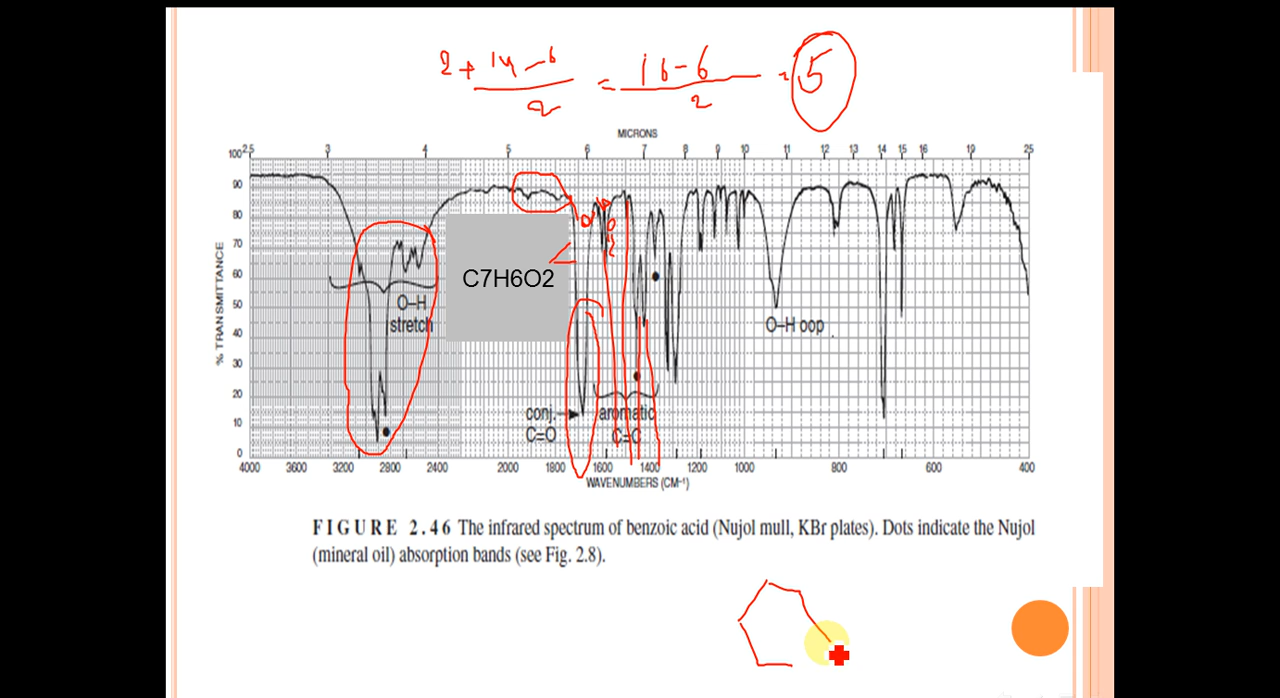 2 + 14 - 6 / 2 = 16 - 6 / 2 = 5
MICRONS
2.5 3 4 5 6 7 8 9 10 11 12 13 14 15 16 19 25
100
90
80
70
60
50
40
30
20
10
0
% TRANSMITTANCE
C7H6O2
O–H
stretch
O–H oop
conj.
C=O
aromatic
C=C
4000 3600 3200 2800 2400 2000 1800 1600 1400 1200 1000 800 600 400
WAVENUMBERS (CM⁻¹)
FIGURE 2.46 The infrared spectrum of benzoic acid (Nujol mull, KBr plates). Dots indicate the Nujol
(mineral oil) absorption bands (see Fig. 2.8).